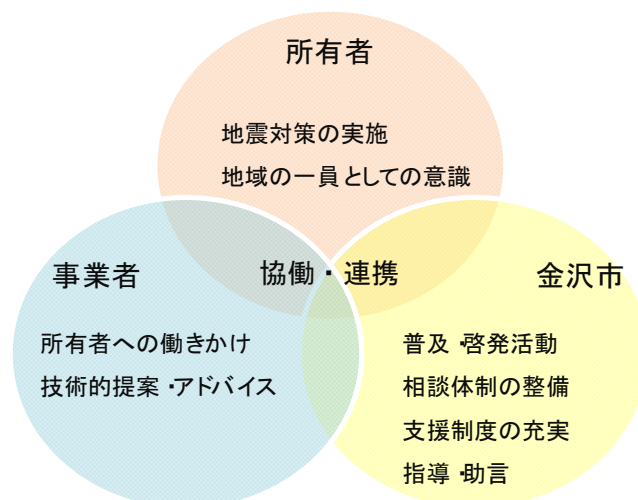 所有者
地震対策の実施
地域の一員としての意識
事業者
協働・連携
金沢市
所有者への働きかけ
技術的提案・アドバイス
普及・啓発活動
相談体制の整備
支援制度の充実
指導・助言